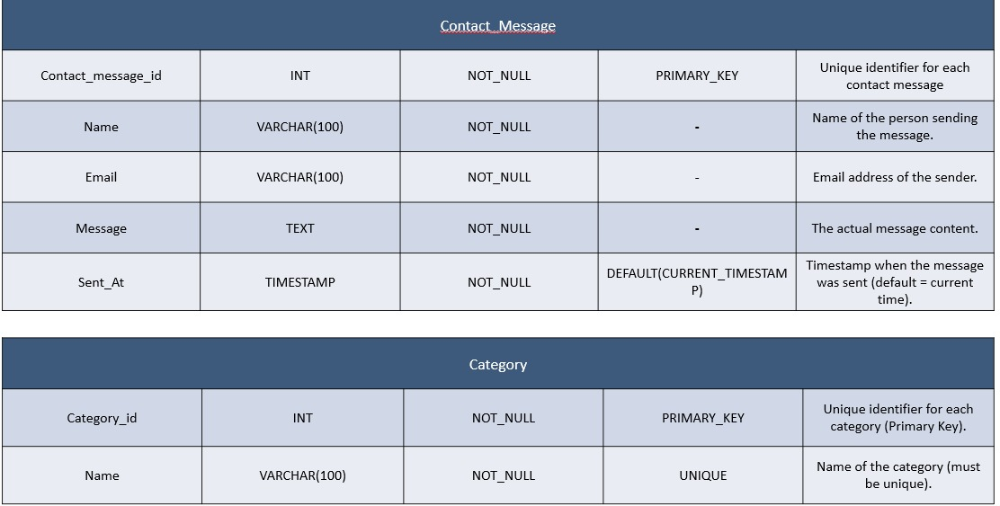 Contact_Message
Contact_message_id INT NOT_NULL PRIMARY_KEY Unique identifier for each
contact message
Name VARCHAR(100) NOT_NULL - Name of the person sending
the message.
Email VARCHAR(100) NOT_NULL - Email address of the sender.
Message TEXT NOT_NULL - The actual message content.
Sent_At TIMESTAMP NOT_NULL DEFAULT(CURRENT_TIMESTAM
P) Timestamp when the message
was sent (default = current
time).
Category
Category_id INT NOT_NULL PRIMARY_KEY Unique identifier for each
category (Primary Key).
Name VARCHAR(100) NOT_NULL UNIQUE Name of the category (must
be unique).